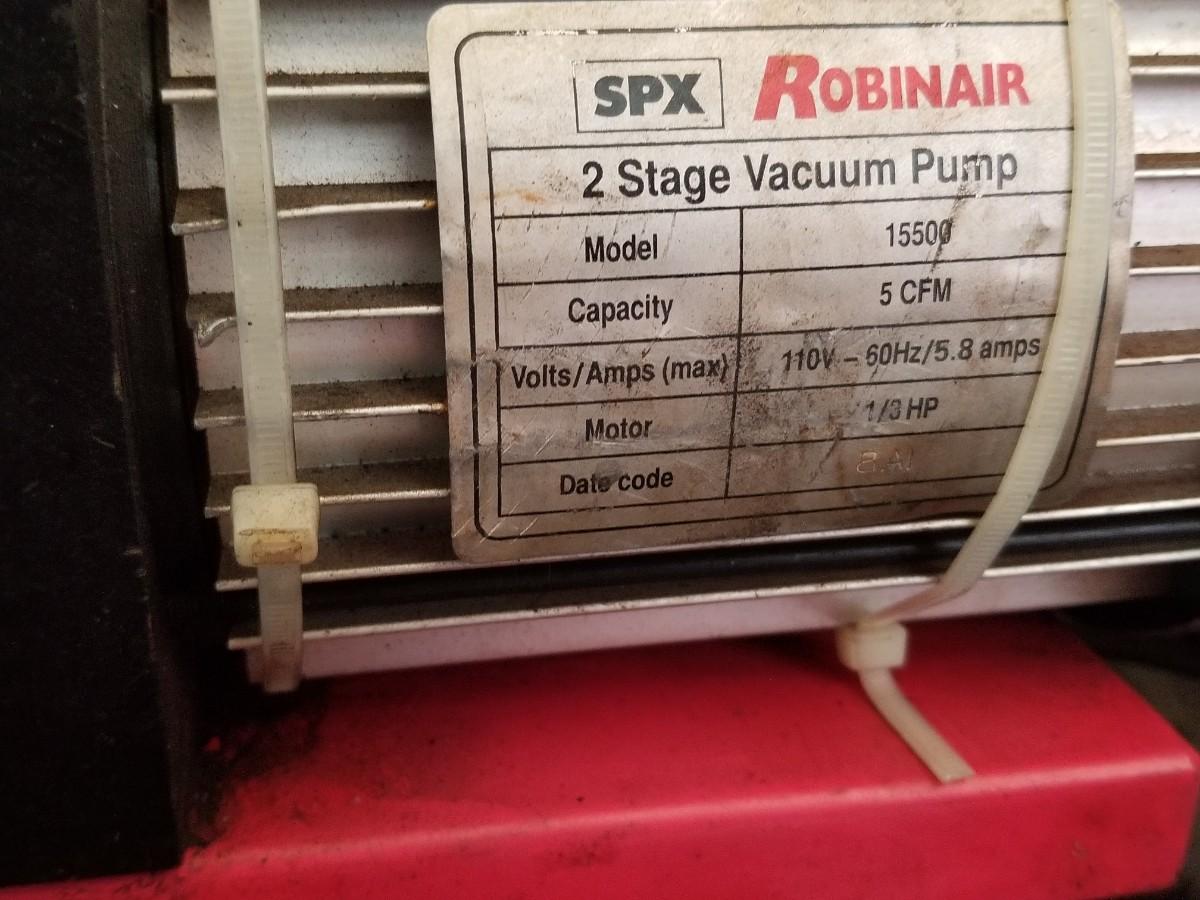 SPX ROBINAIR
2 Stage Vacuum Pump
Model 15500
Capacity 5 CFM
Volts/Amps (max) 110V – 60Hz/5.8 amps
Motor 1/3 HP
Date code